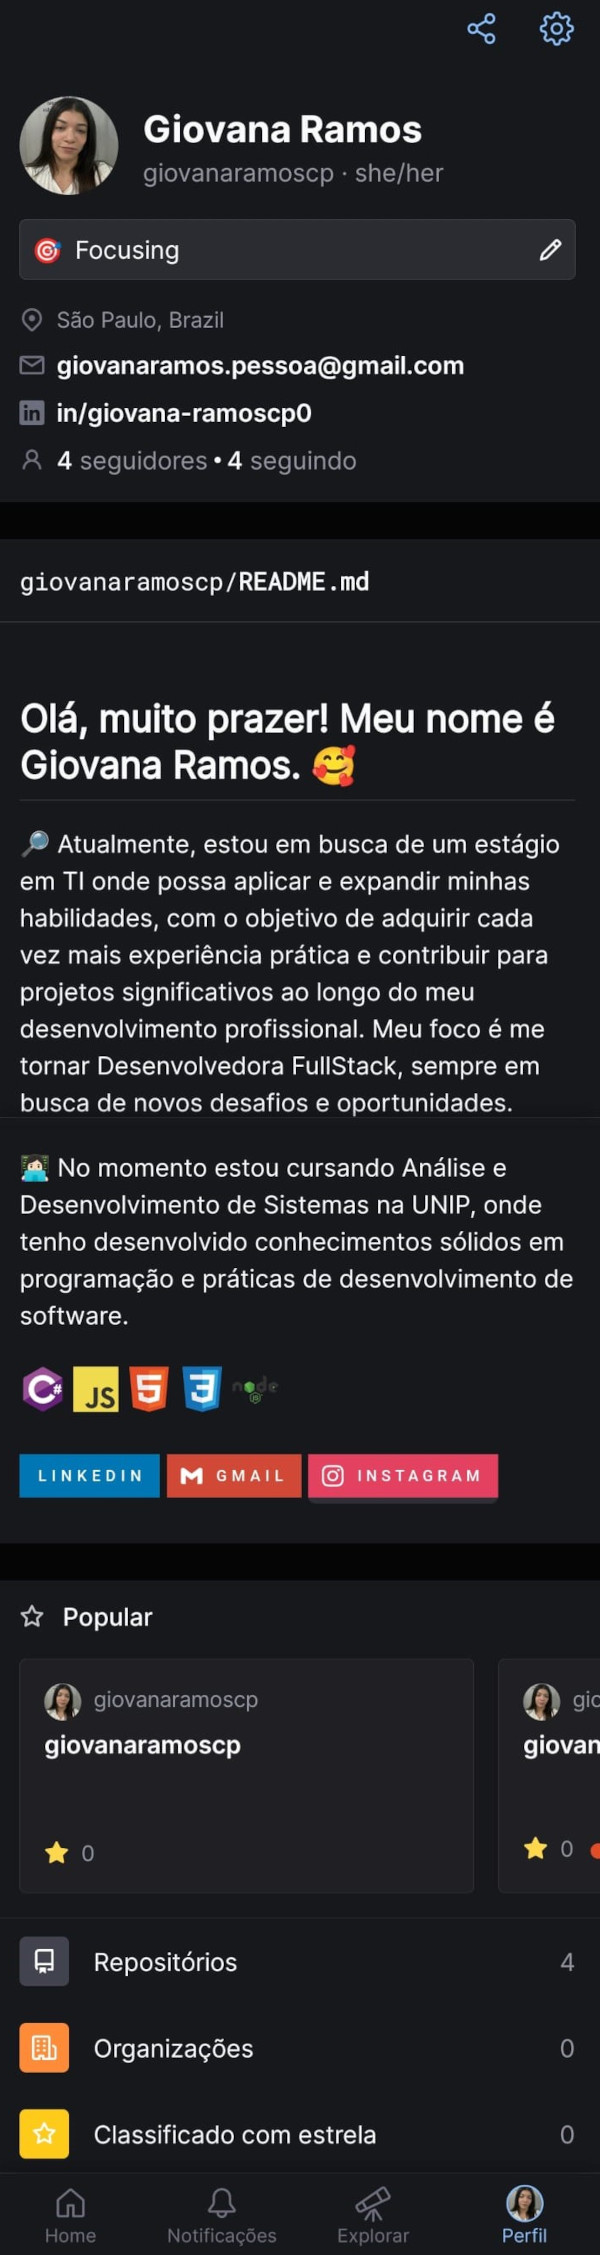 Giovana Ramos
giovanaramoscp · she/her
🎯 Focusing
São Paulo, Brazil
giovanaramos.pessoa@gmail.com
in
in/giovana-ramoscp0
4 seguidores • 4 seguindo
giovanaramoscp/README.md
Olá, muito prazer! Meu nome é
Giovana Ramos. 🥰
🔎 Atualmente, estou em busca de um estágio
em TI onde possa aplicar e expandir minhas
habilidades, com o objetivo de adquirir cada
vez mais experiência prática e contribuir para
projetos significativos ao longo do meu
desenvolvimento profissional. Meu foco é me
tornar Desenvolvedora FullStack, sempre em
busca de novos desafios e oportunidades.
👩🏻‍💻 No momento estou cursando Análise e
Desenvolvimento de Sistemas na UNIP, onde
tenho desenvolvido conhecimentos sólidos em
programação e práticas de desenvolvimento de
software.
C# JS 5 3 node
LINKEDIN GMAIL INSTAGRAM
Popular
giovanaramoscp gio
giovanaramoscp giovan
0 0
Repositórios 4
Organizações 0
Classificado com estrela 0
Home Notificações Explorar Perfil